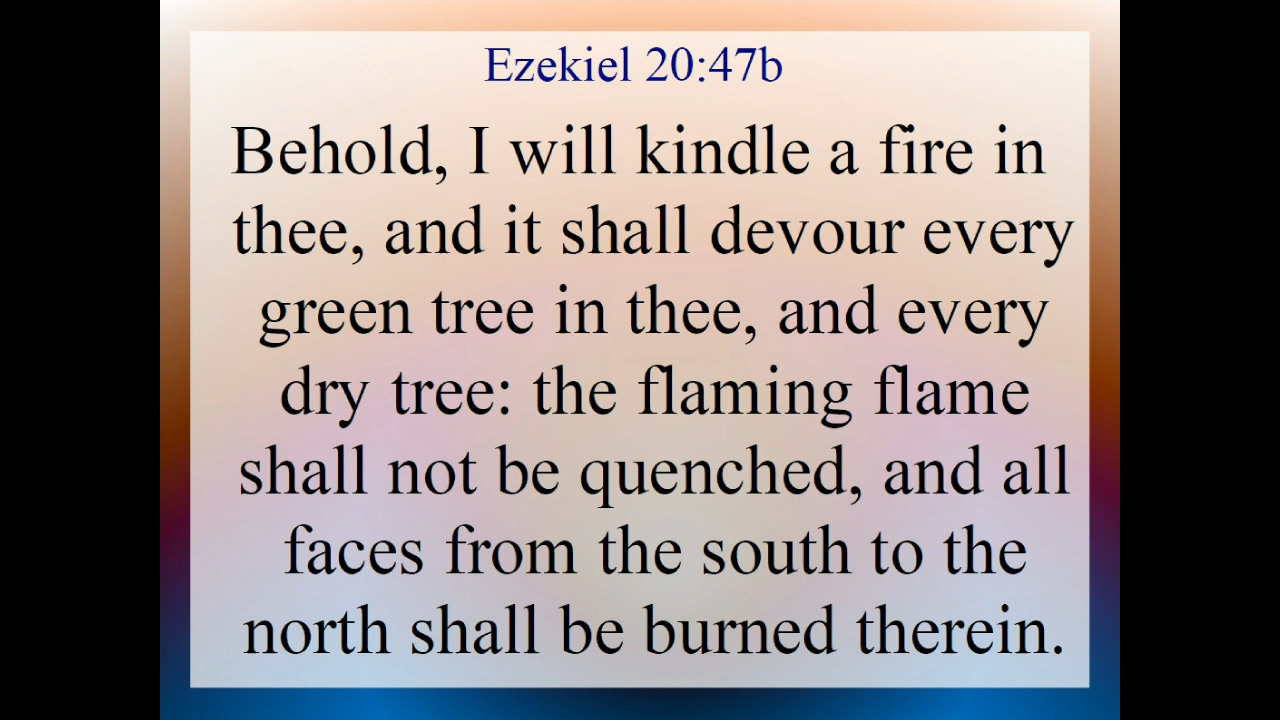 Ezekiel 20:47b
Behold, I will kindle a fire in
thee, and it shall devour every
green tree in thee, and every
dry tree: the flaming flame
shall not be quenched, and all
faces from the south to the
north shall be burned therein.